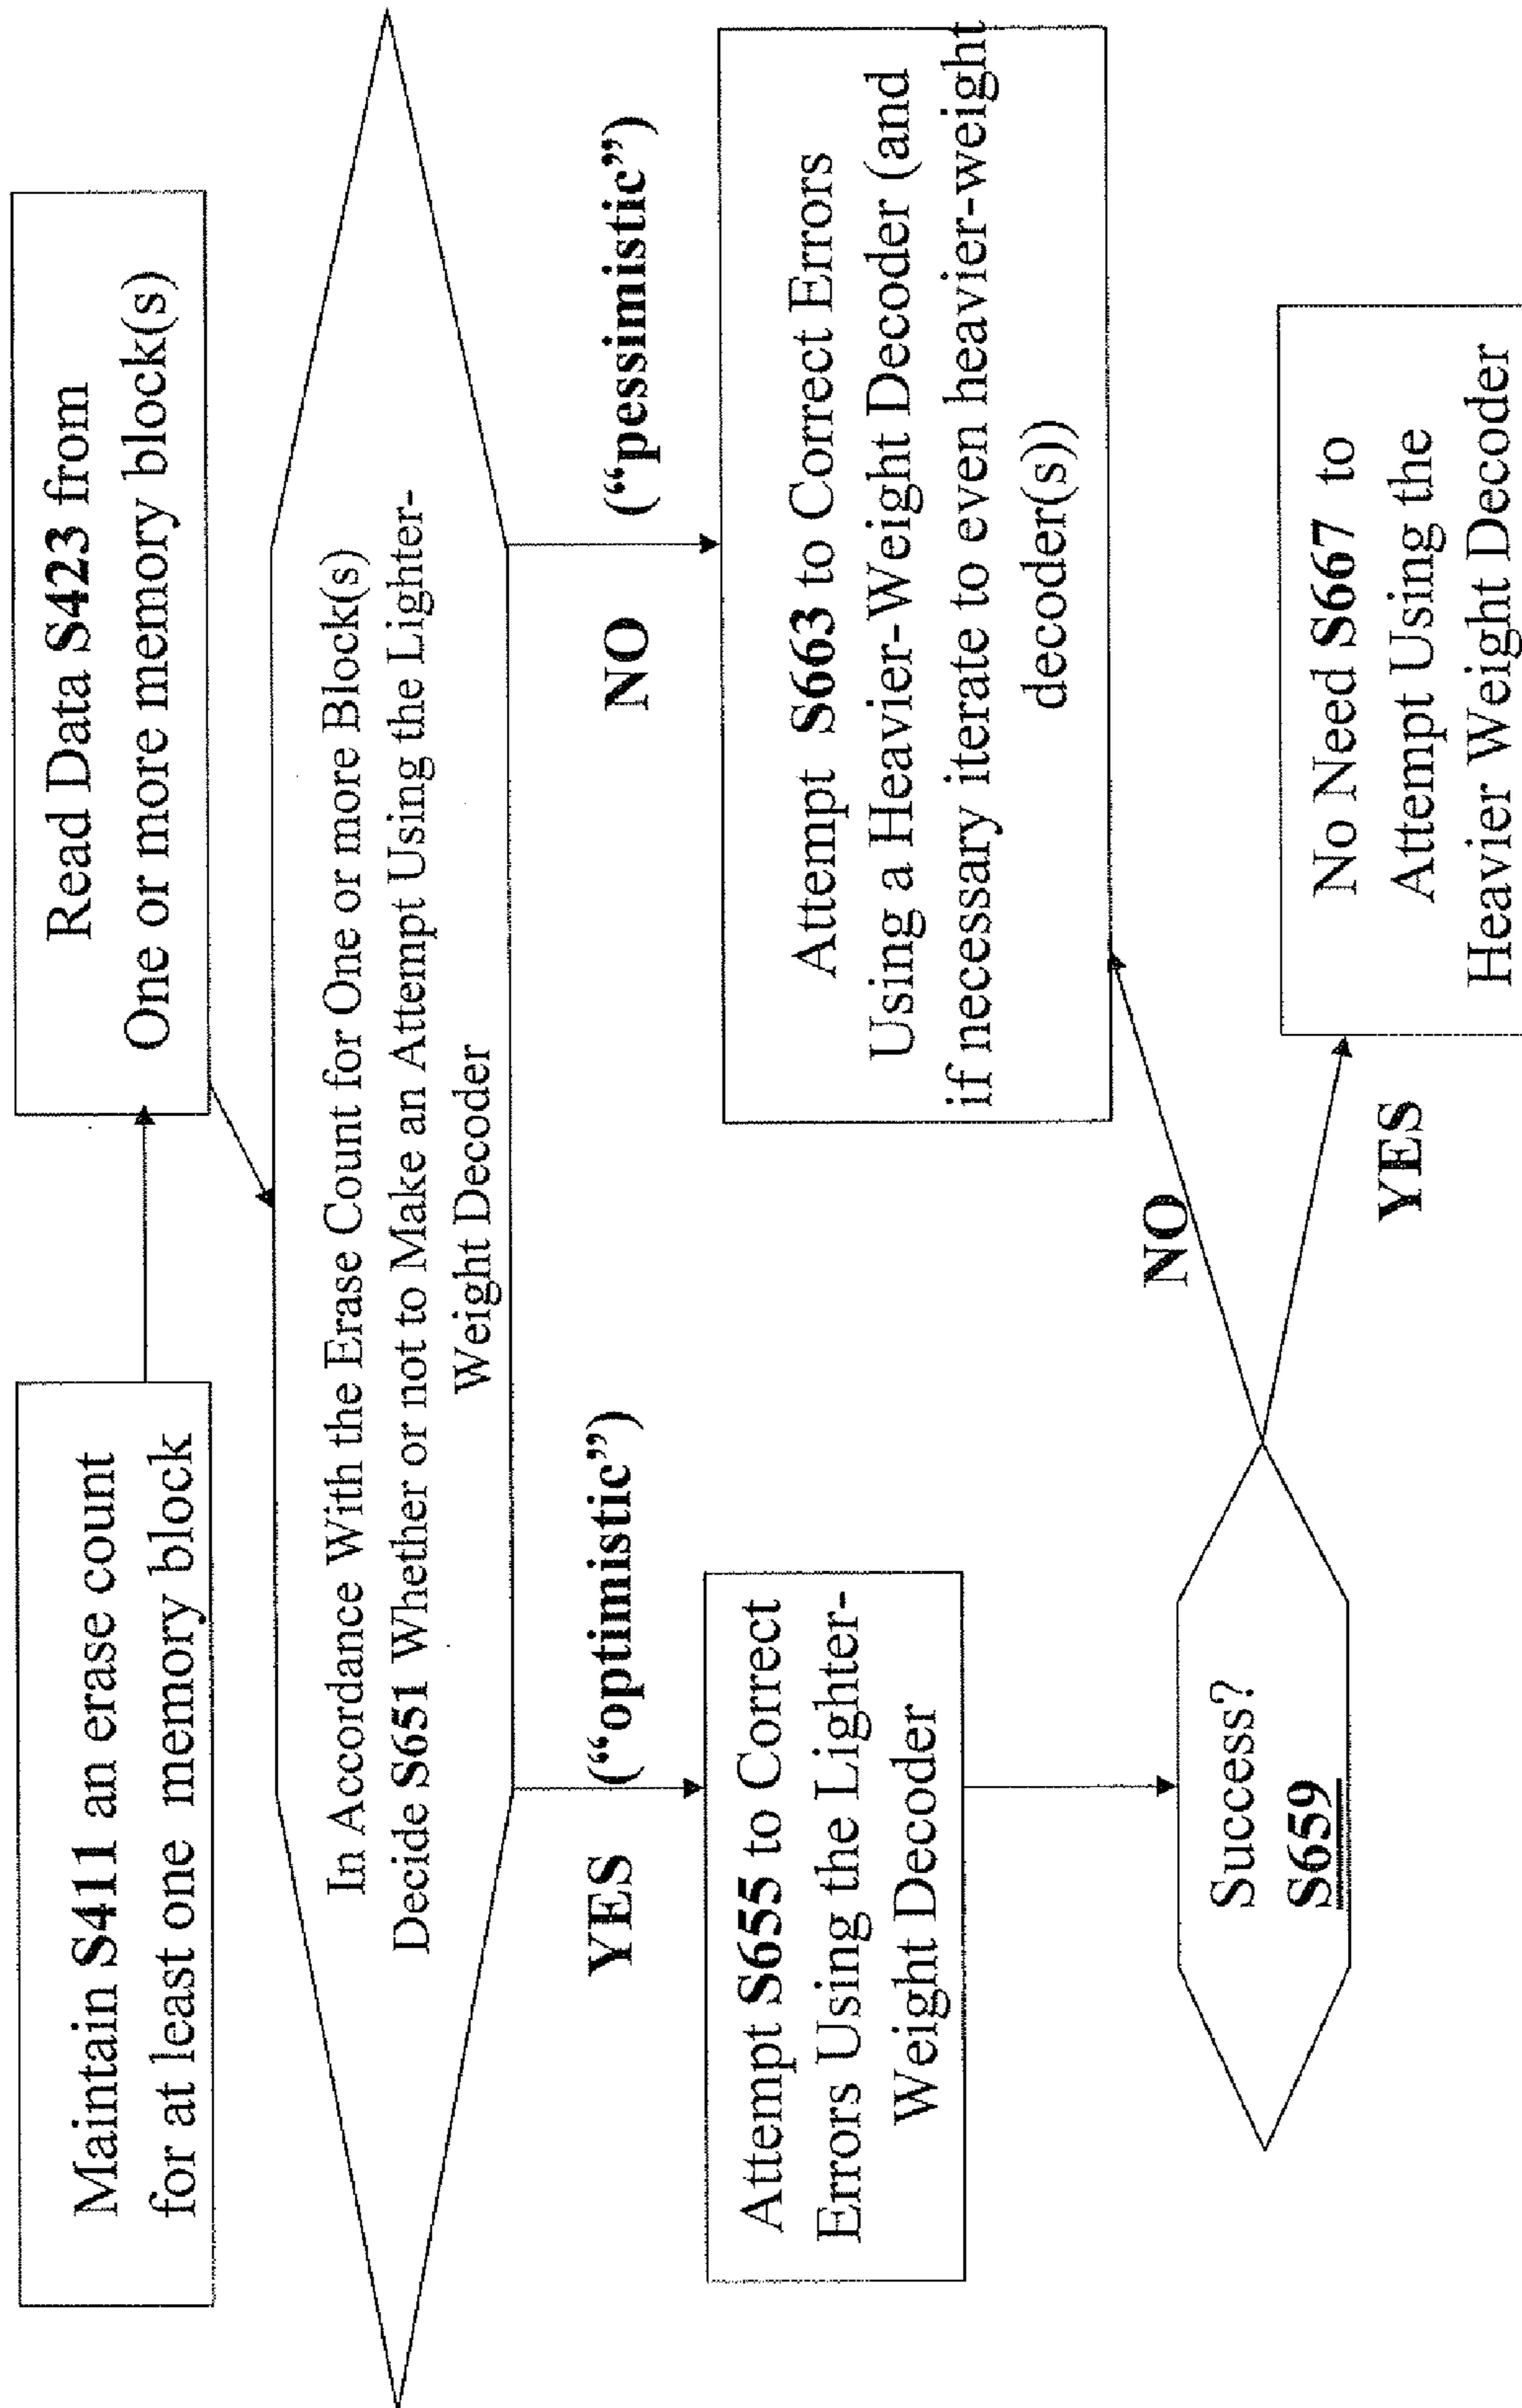 Maintain S411 an erase count
for at least one memory block
Read Data S423 from
One or more memory block(s)
In Accordance With the Erase Count for One or more Block(s)
Decide S651 Whether or not to Make an Attempt Using the Lighter-
Weight Decoder
YES ("optimistic")
NO ("pessimistic")
Attempt S655 to Correct
Errors Using the Lighter-
Weight Decoder
Attempt S663 to Correct Errors
Using a Heavier-Weight Decoder (and
if necessary iterate to even heavier-weight
decoder(s))
Success?
S659
NO
YES
No Need S667 to
Attempt Using the
Heavier Weight Decoder